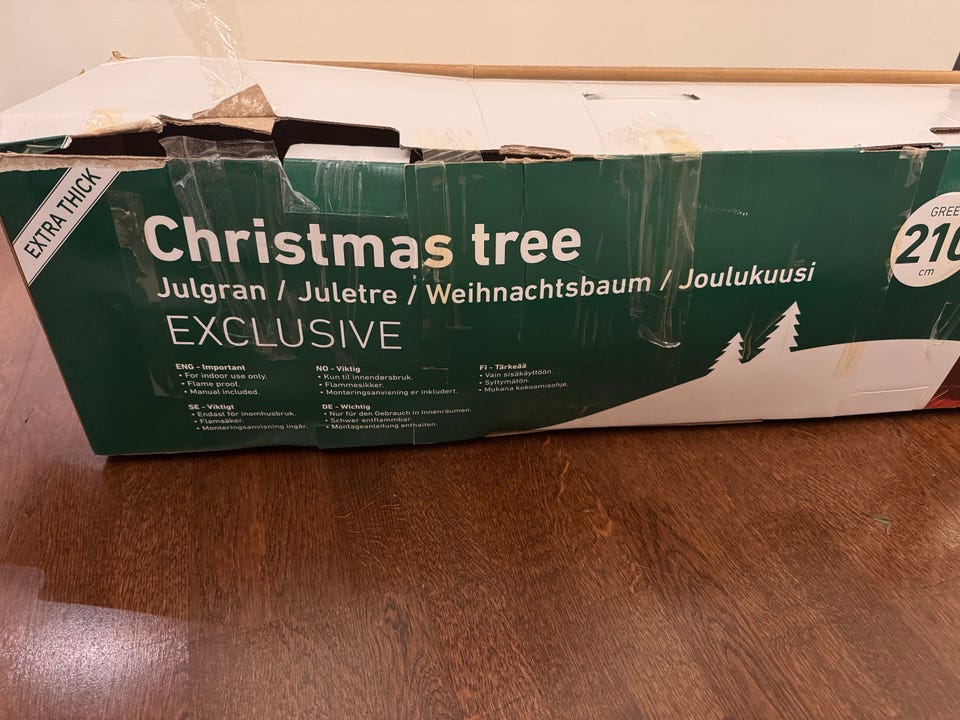 EXTRA THICK
Christmas tree
Julgran / Juletre / Weihnachtsbaum / Joulukuusi
EXCLUSIVE
ENG - Important
• For indoor use only.
• Flame proof.
• Manual included.
SE - Viktigt
• Endast för inomhusbruk.
• Flamsäker.
• Monteringsanvisning ingår.
NO - Viktig
• Kun til innendørsbruk.
• Flammesikker.
• Monteringsanvisning er inkludert.
DE - Wichtig
• Nur für den Gebrauch in Innenräumen.
• Schwer entflammbar.
• Montageanleitung enthalten.
FI - Tärkeää
• Vain sisäkäyttöön.
• Syttymätön.
• Mukana kokoamisohje.
GREE
210
cm